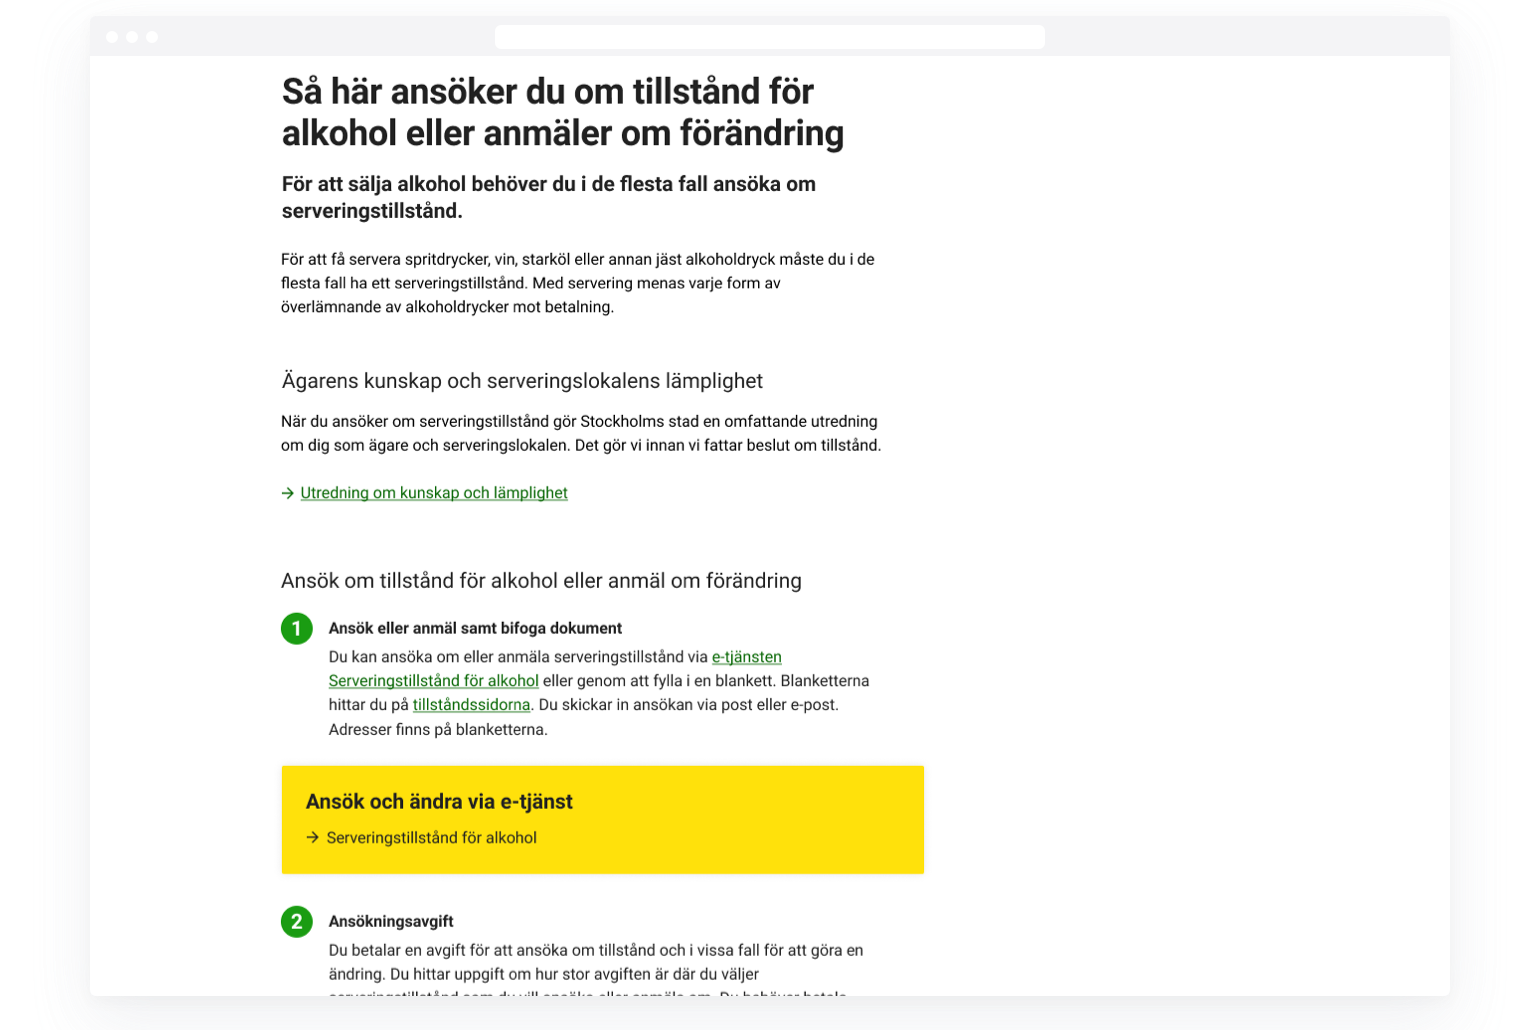 Så här ansöker du om tillstånd för
alkohol eller anmäler om förändring
För att sälja alkohol behöver du i de flesta fall ansöka om
serveringstillstånd.
För att få servera spritdrycker, vin, starköl eller annan jäst alkoholdryck måste du i de
flesta fall ha ett serveringstillstånd. Med servering menas varje form av
överlämnande av alkoholdrycker mot betalning.
Ägarens kunskap och serveringslokalens lämplighet
När du ansöker om serveringstillstånd gör Stockholms stad en omfattande utredning
om dig som ägare och serveringslokalen. Det gör vi innan vi fattar beslut om tillstånd.
→ Utredning om kunskap och lämplighet
Ansök om tillstånd för alkohol eller anmäl om förändring
1 Ansök eller anmäl samt bifoga dokument
Du kan ansöka om eller anmäla serveringstillstånd via e-tjänsten
Serveringstillstånd för alkohol eller genom att fylla i en blankett. Blanketterna
hittar du på tillståndssidorna. Du skickar in ansökan via post eller e-post.
Adresser finns på blanketterna.
Ansök och ändra via e-tjänst
→ Serveringstillstånd för alkohol
2 Ansökningsavgift
Du betalar en avgift för att ansöka om tillstånd och i vissa fall för att göra en
ändring. Du hittar uppgift om hur stor avgiften är där du väljer